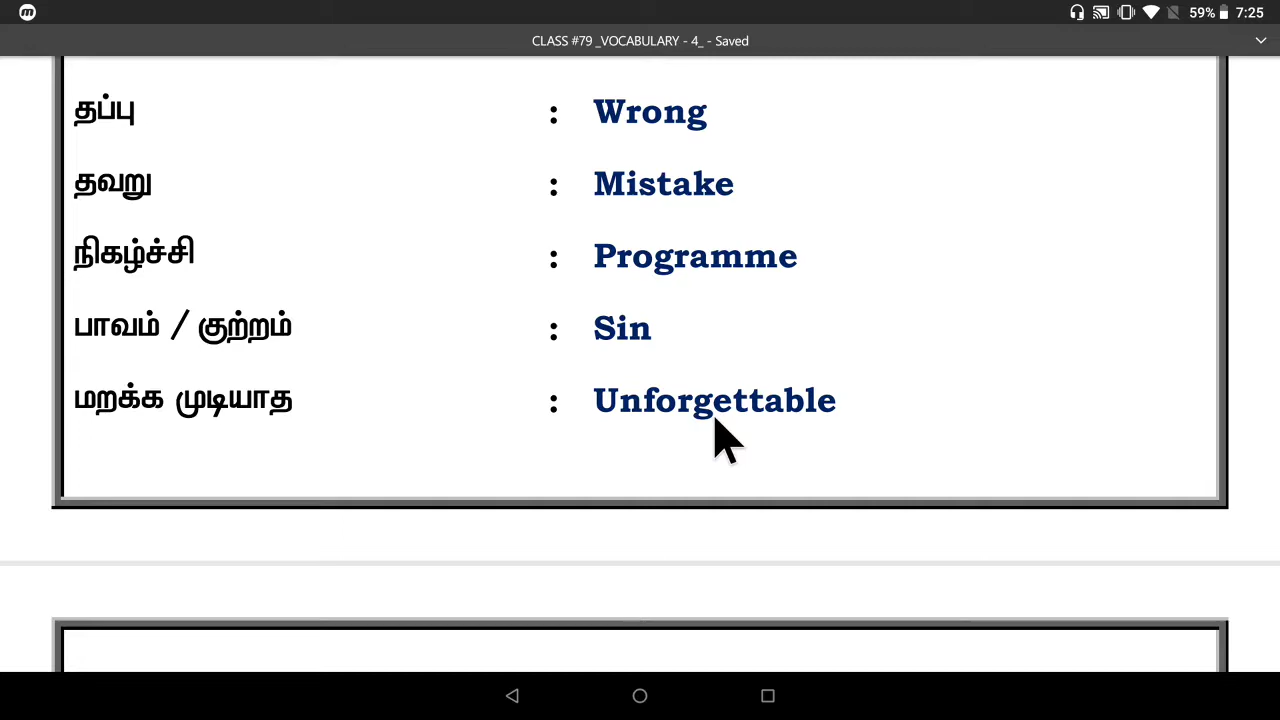 59% 7:25
CLASS #79 _VOCABULARY - 4_ - Saved
தப்பு : Wrong
தவறு : Mistake
நிகழ்ச்சி : Programme
பாவம் / குற்றம் : Sin
மறக்க முடியாத : Unforgettable